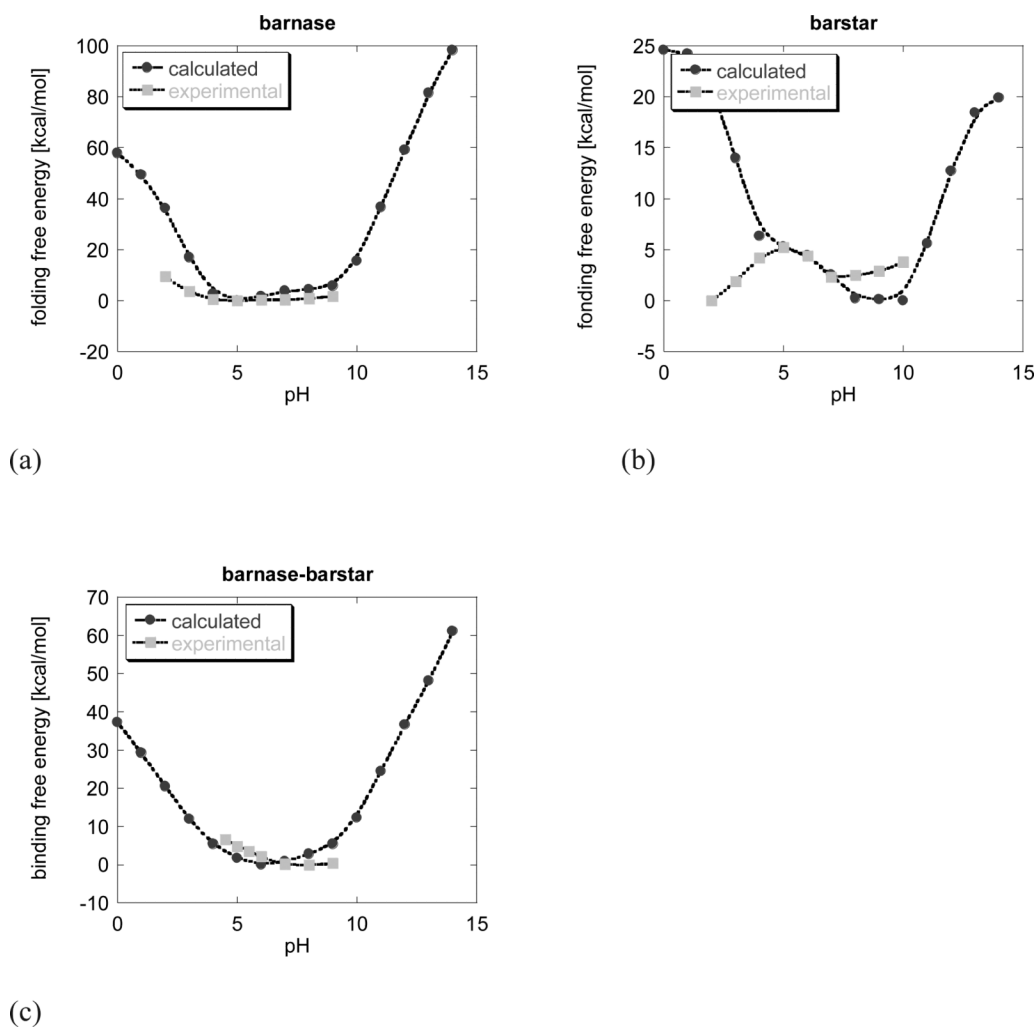 barnase
folding free energy [kcal/mol]
100
80
60
40
20
0
-20
calculated
experimental
0 5 10 15
pH
(a)
barstar
fonding free energy [kcal/mol]
25
20
15
10
5
0
-5
calculated
experimental
0 5 10 15
pH
(b)
barnase-barstar
binding free energy [kcal/mol]
70
60
50
40
30
20
10
0
-10
calculated
experimental
0 5 10 15
pH
(c)